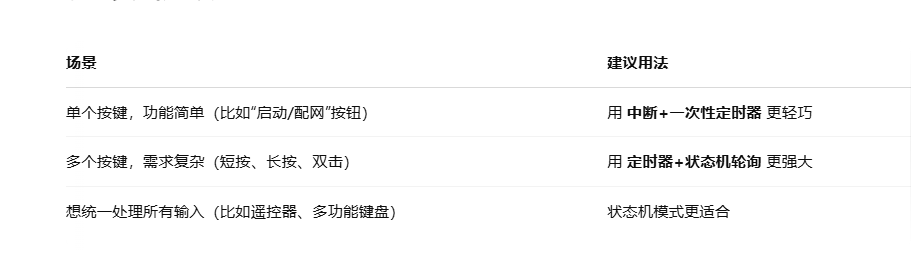 场景 建议用法
单个按键，功能简单（比如“启动/配网”按钮） 用 中断+一次性定时器 更轻巧
多个按键，需求复杂（短按、长按、双击） 用 定时器+状态机轮询 更强大
想统一处理所有输入（比如遥控器、多功能键盘） 状态机模式更适合